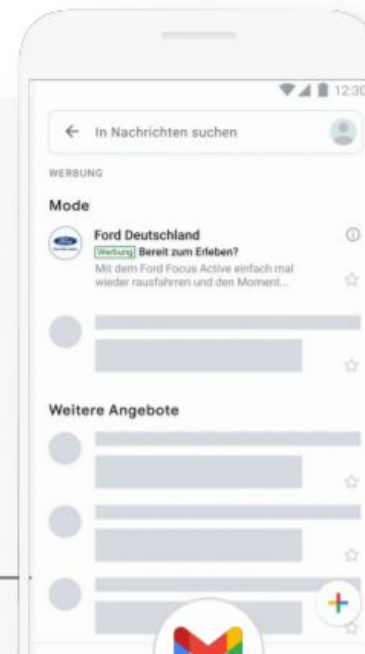 12:30
In Nachrichten suchen
WERBUNG
Mode
Ford Deutschland
Werbung Bereit zum Erleben?
Mit dem Ford Focus Active einfach mal
wieder rausfahrren und den Moment...
Weitere Angebote